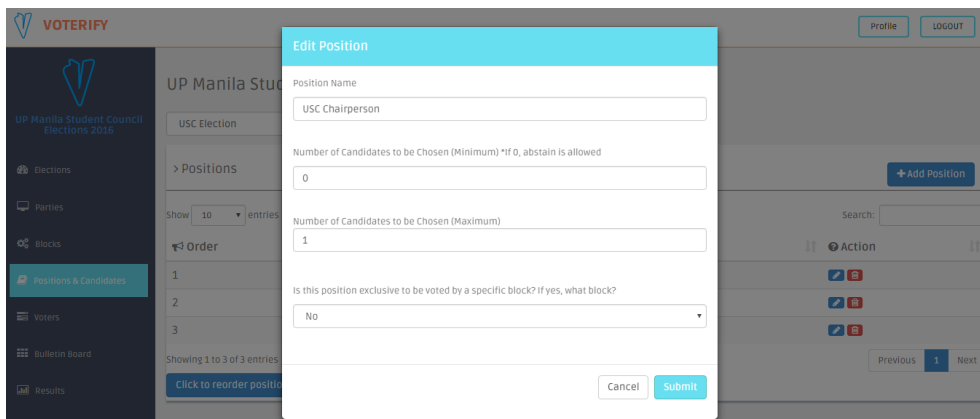 VOTERIFY
Profile
LOGOUT
UP Manila Student Council
Elections 2016
Elections
Parties
Blocks
Positions & Candidates
Voters
Bulletin Board
Results
UP Manila Stud
USC Election
> Positions
+ Add Position
Show 10 entries
Search:
Order
Action
1
2
3
Showing 1 to 3 of 3 entries
Previous 1 Next
Click to reorder positio
Edit Position
Position Name
USC Chairperson
Number of Candidates to be Chosen (Minimum) *If 0, abstain is allowed
0
Number of Candidates to be Chosen (Maximum)
1
Is this position exclusive to be voted by a specific block? If yes, what block?
No
Cancel
Submit